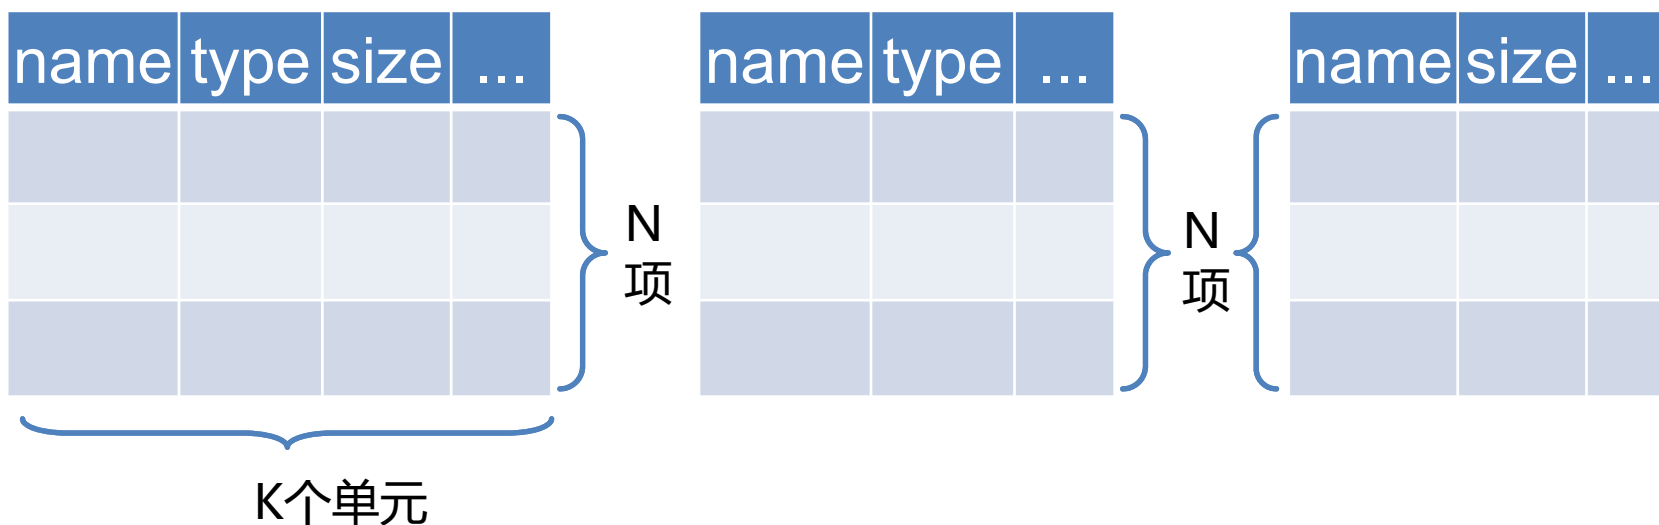 name type size ... name type ... name size ...
N
项
N
项
K个单元